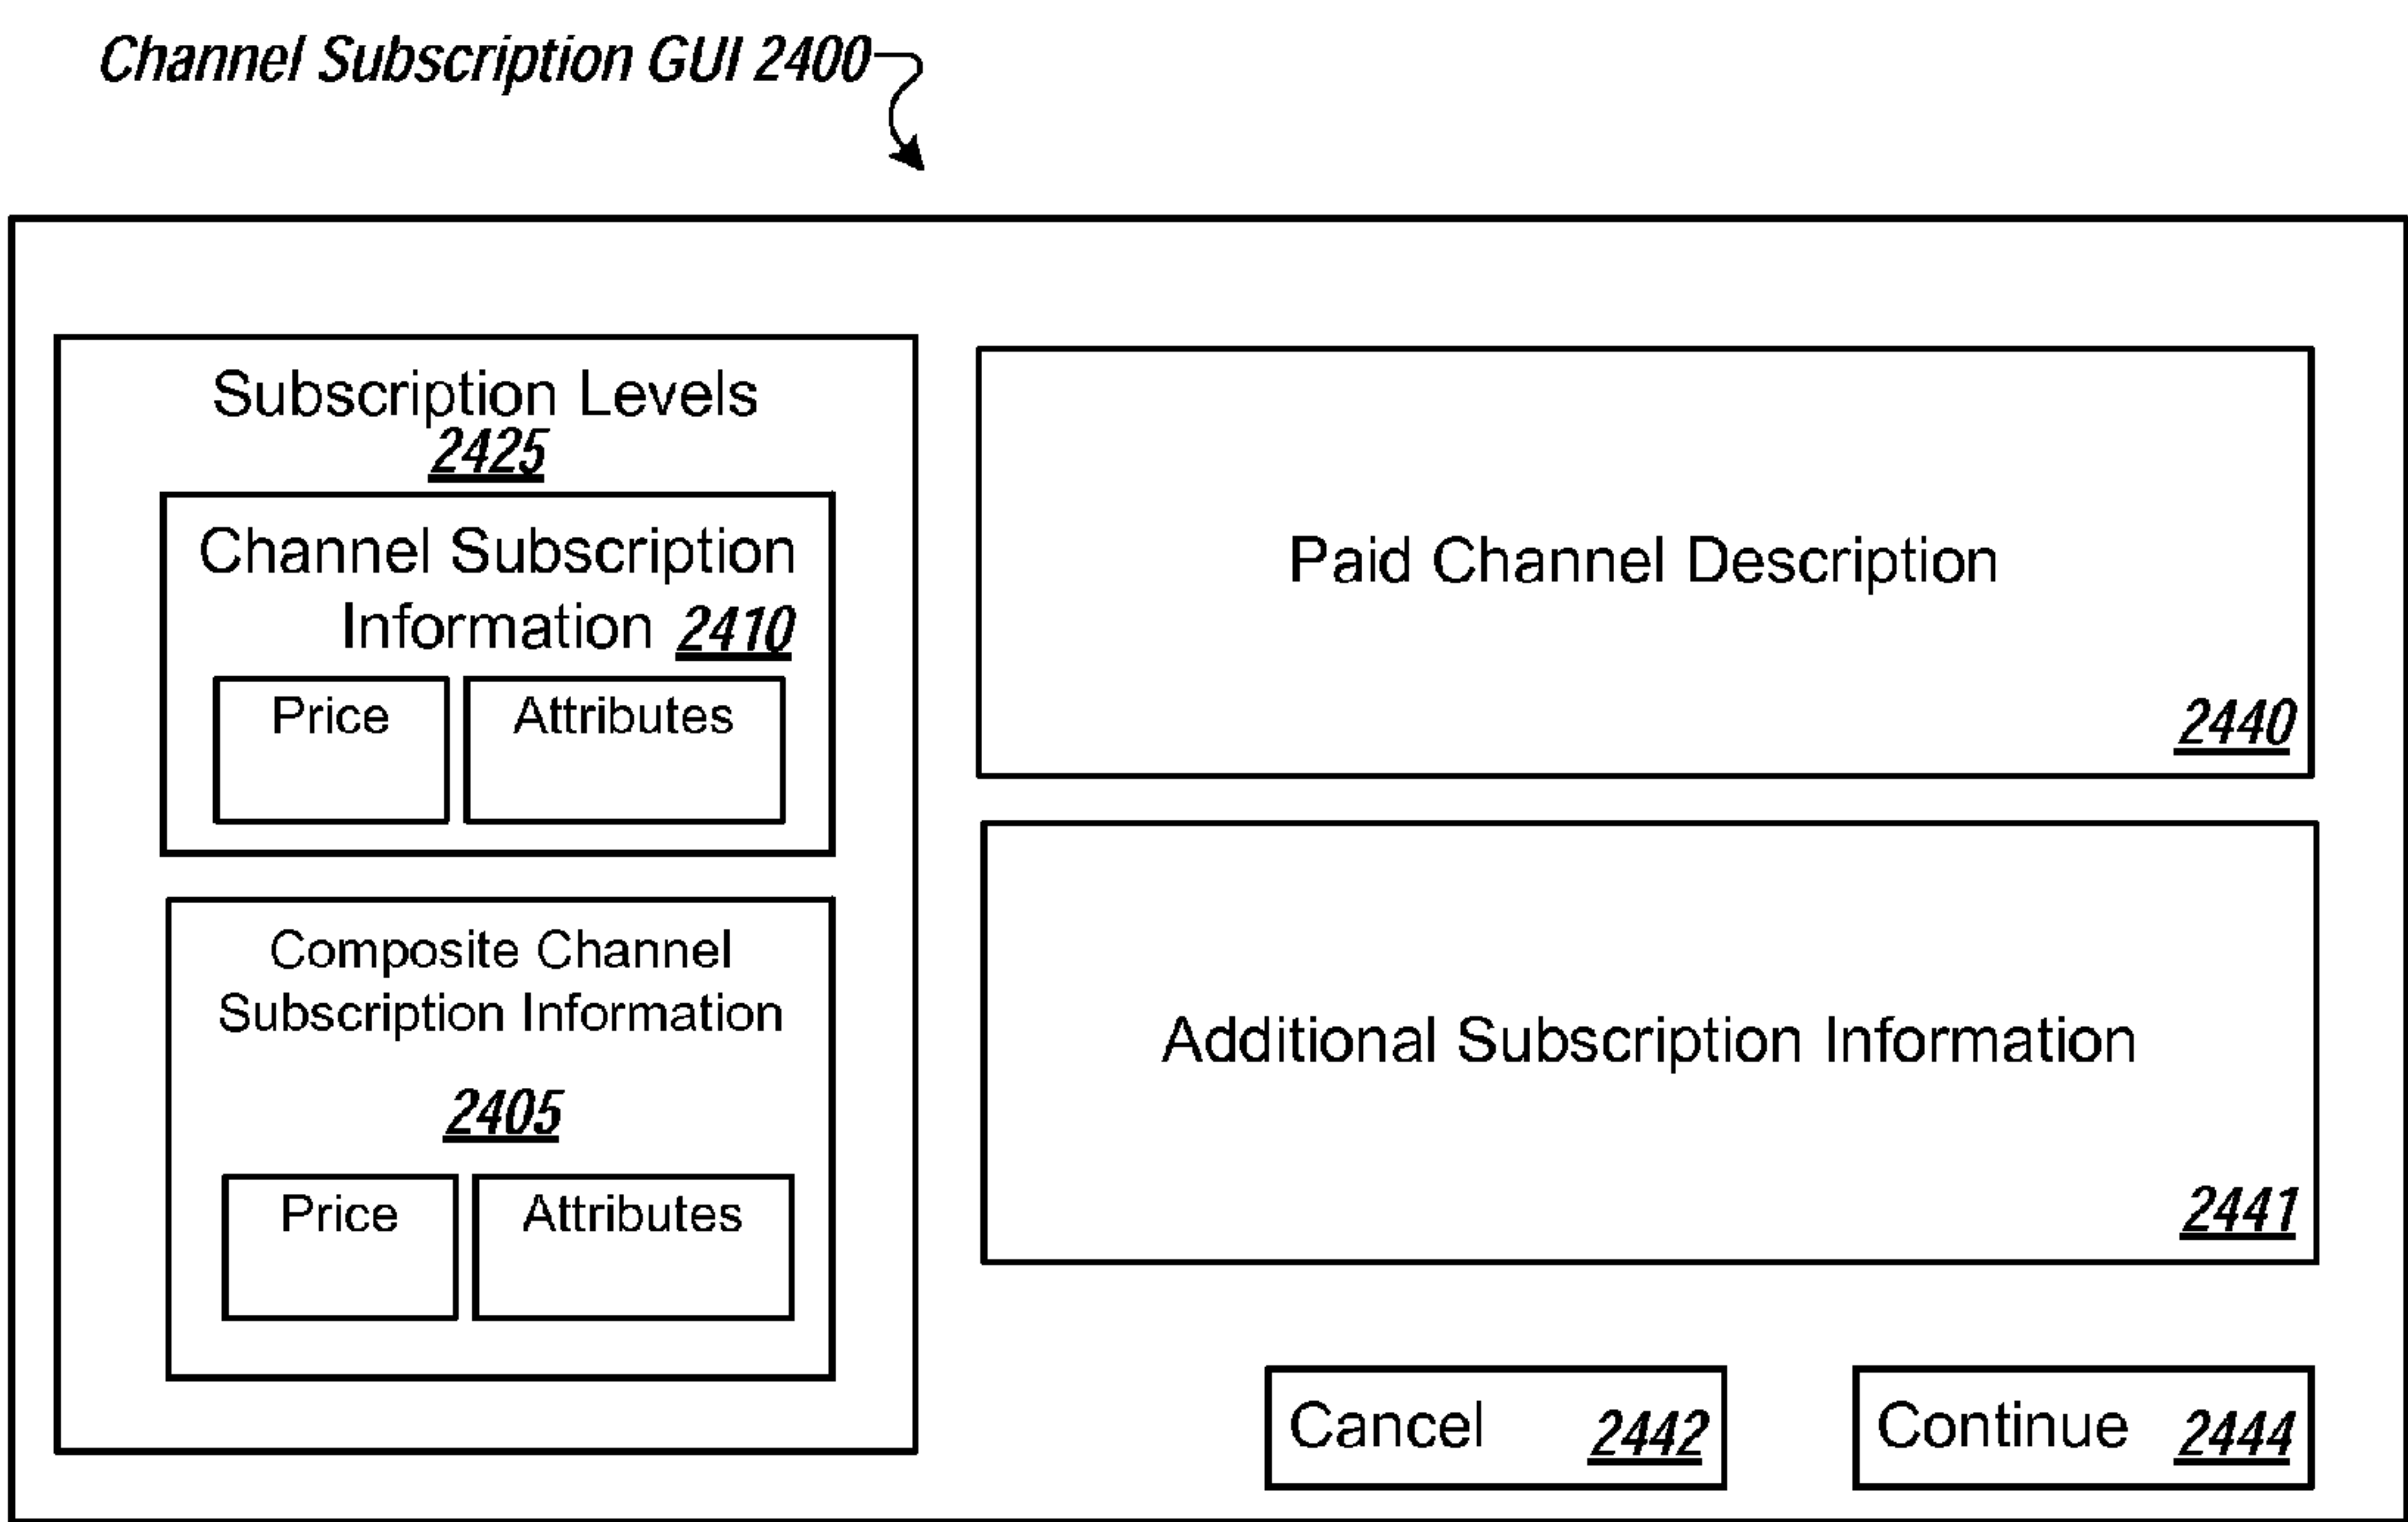 Channel Subscription GUI 2400
Subscription Levels
2425
Channel Subscription
Information 2410
Price Attributes
Composite Channel
Subscription Information
2405
Price Attributes
Paid Channel Description
2440
Additional Subscription Information
2441
Cancel 2442
Continue 2444